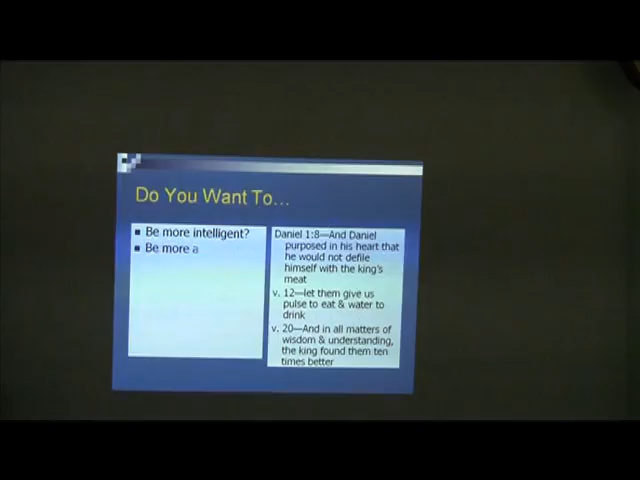 Do You Want To...
Be more intelligent?
Be more a
Daniel 1:8—And Daniel
purposed in his heart that
he would not defile
himself with the king's
meat
v. 12—let them give us
pulse to eat & water to
drink
v. 20—And in all matters of
wisdom & understanding,
the king found them ten
times better